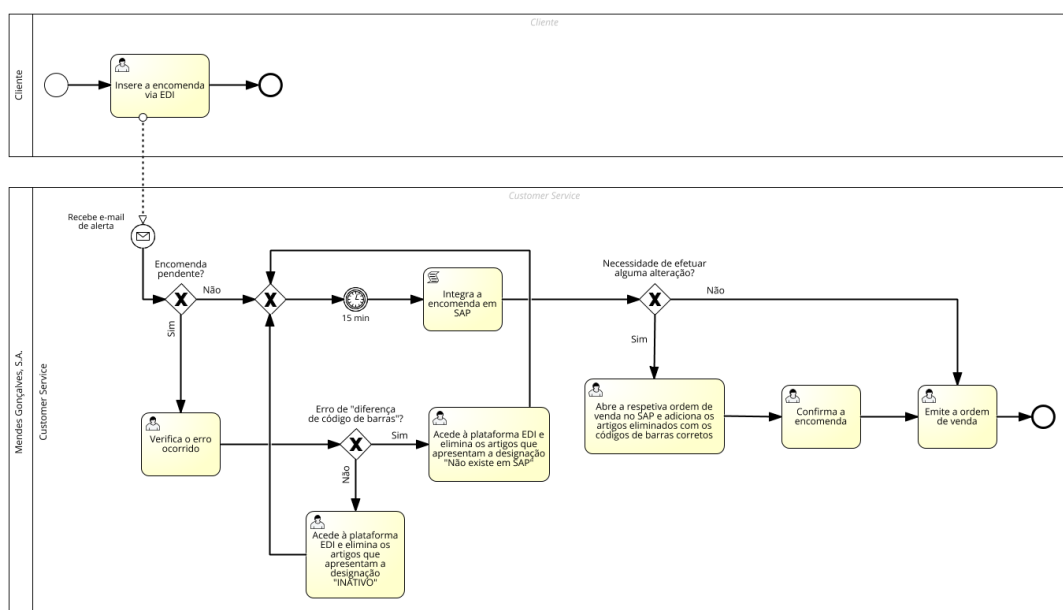 Cliente
Cliente
Insere a encomenda
via EDI
Mendes Gonçalves, S.A.
Customer Service
Customer Service
Recebe e-mail
de alerta
Encomenda
pendente?
Não
Sim
15 min
Integra a
encomenda em
SAP
Necessidade de efetuar
alguma alteração?
Não
Sim
Verifica o erro
ocorrido
Erro de "diferença
de código de barras"?
Sim
Não
Acede à plataforma EDI e
elimina os artigos que
apresentam a designação
"Não existe em SAP"
Abre a respetiva ordem de
venda no SAP e adiciona os
artigos eliminados com os
códigos de barras corretos
Confirma a
encomenda
Emite a ordem
de venda
Acede à plataforma
EDI e elimina os
artigos que
apresentam a
designação
"INATIVO"